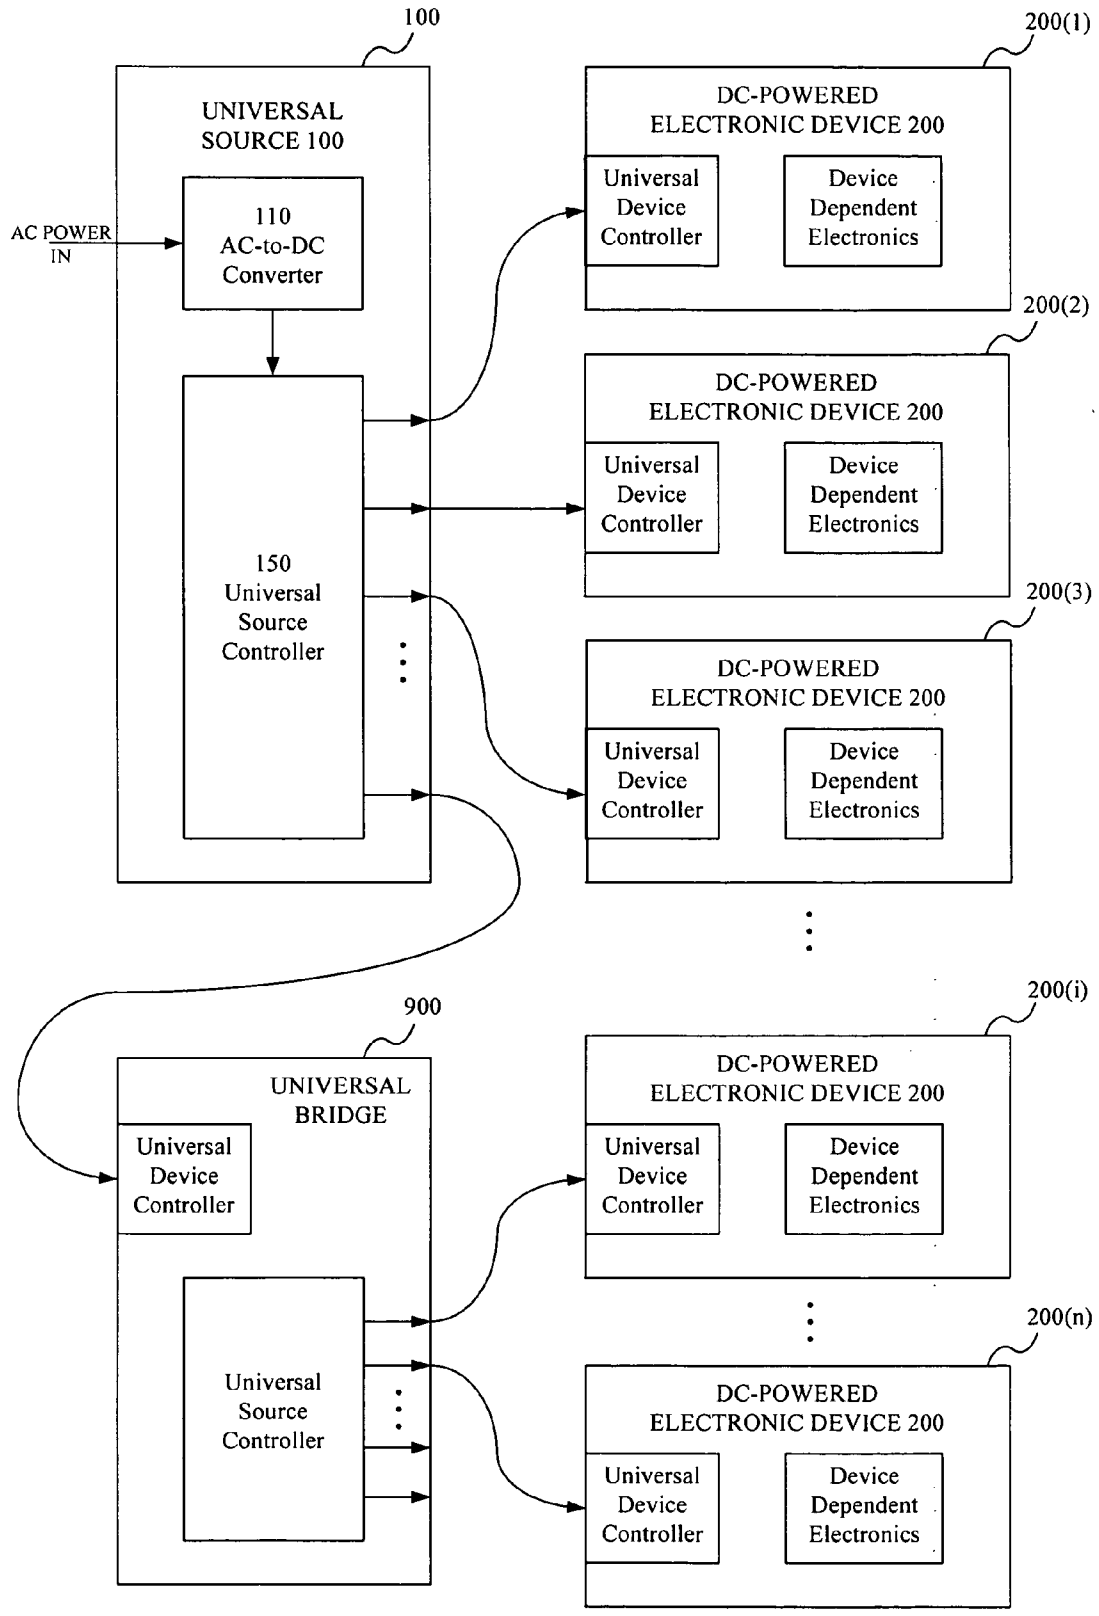 100
UNIVERSAL
SOURCE 100
110
AC-to-DC
Converter
AC POWER
IN
150
Universal
Source
Controller
200(1)
DC-POWERED
ELECTRONIC DEVICE 200
Universal
Device
Controller
Device
Dependent
Electronics
200(2)
DC-POWERED
ELECTRONIC DEVICE 200
Universal
Device
Controller
Device
Dependent
Electronics
200(3)
DC-POWERED
ELECTRONIC DEVICE 200
Universal
Device
Controller
Device
Dependent
Electronics
900
UNIVERSAL
BRIDGE
Universal
Device
Controller
Universal
Source
Controller
200(i)
DC-POWERED
ELECTRONIC DEVICE 200
Universal
Device
Controller
Device
Dependent
Electronics
200(n)
DC-POWERED
ELECTRONIC DEVICE 200
Universal
Device
Controller
Device
Dependent
Electronics